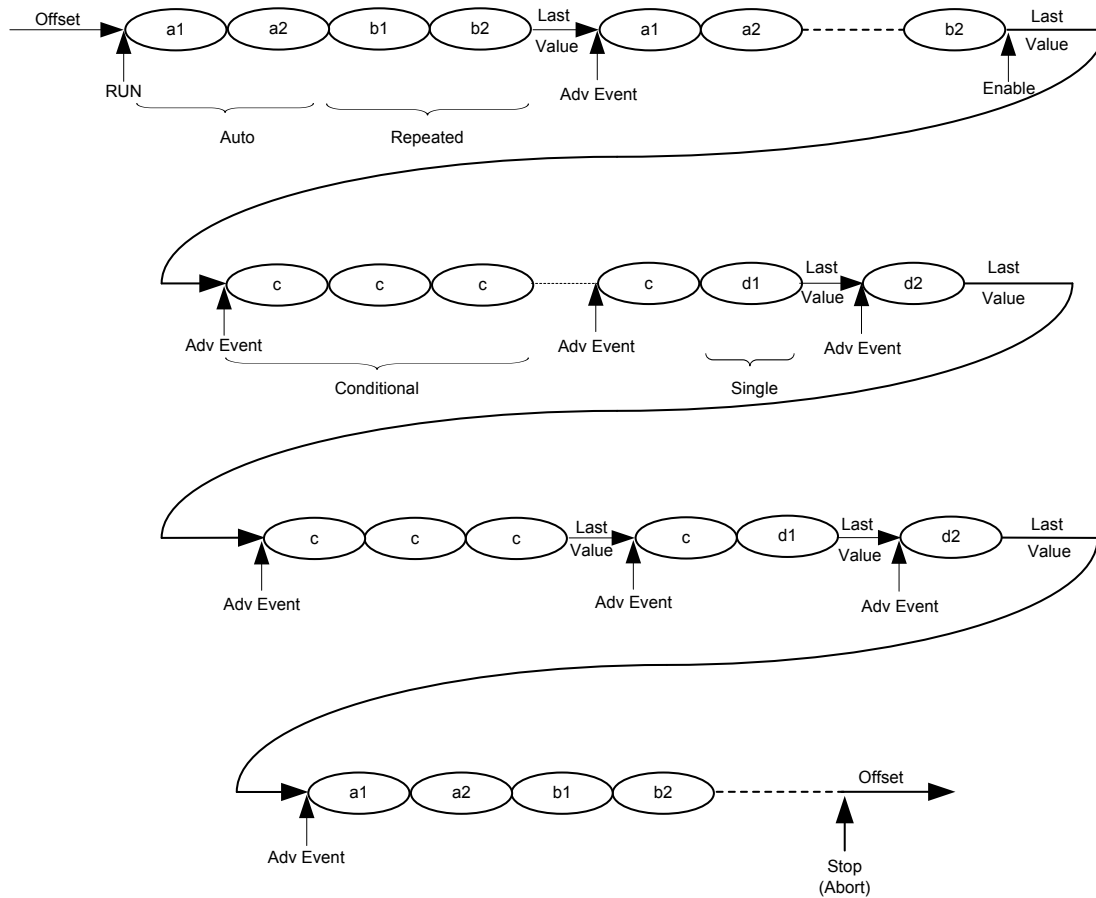 Offset
a1 a2 b1 b2
Last
Value
a1 a2
b2
Last
Value
RUN
Adv Event
Enable
Auto
Repeated
c c c
c d1
Last
Value
d2
Last
Value
Adv Event
Adv Event
Adv Event
Conditional
Single
c c c
Last
Value
c d1
Last
Value
d2
Last
Value
Adv Event
Adv Event
Adv Event
a1 a2 b1 b2
Offset
Adv Event
Stop
(Abort)